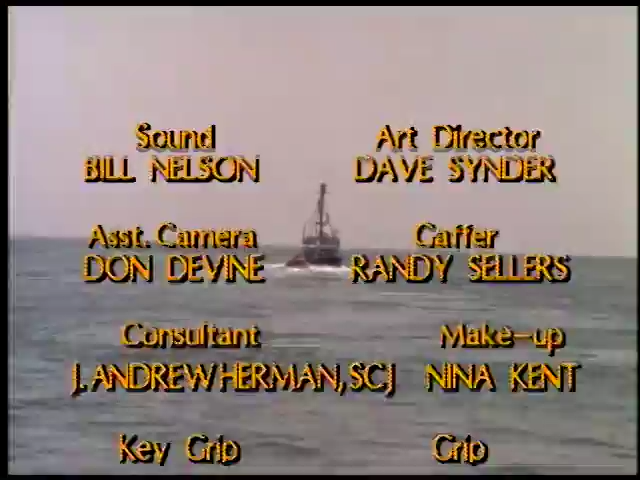 Sound
BILL NELSON
Art Director
DAVE SYNDER
Asst. Camera
DON DEVINE
Gaffer
RANDY SELLERS
Consultant
J. ANDREW HERMAN, SCJ
Make-up
NINA KENT
Key Grip
Grip